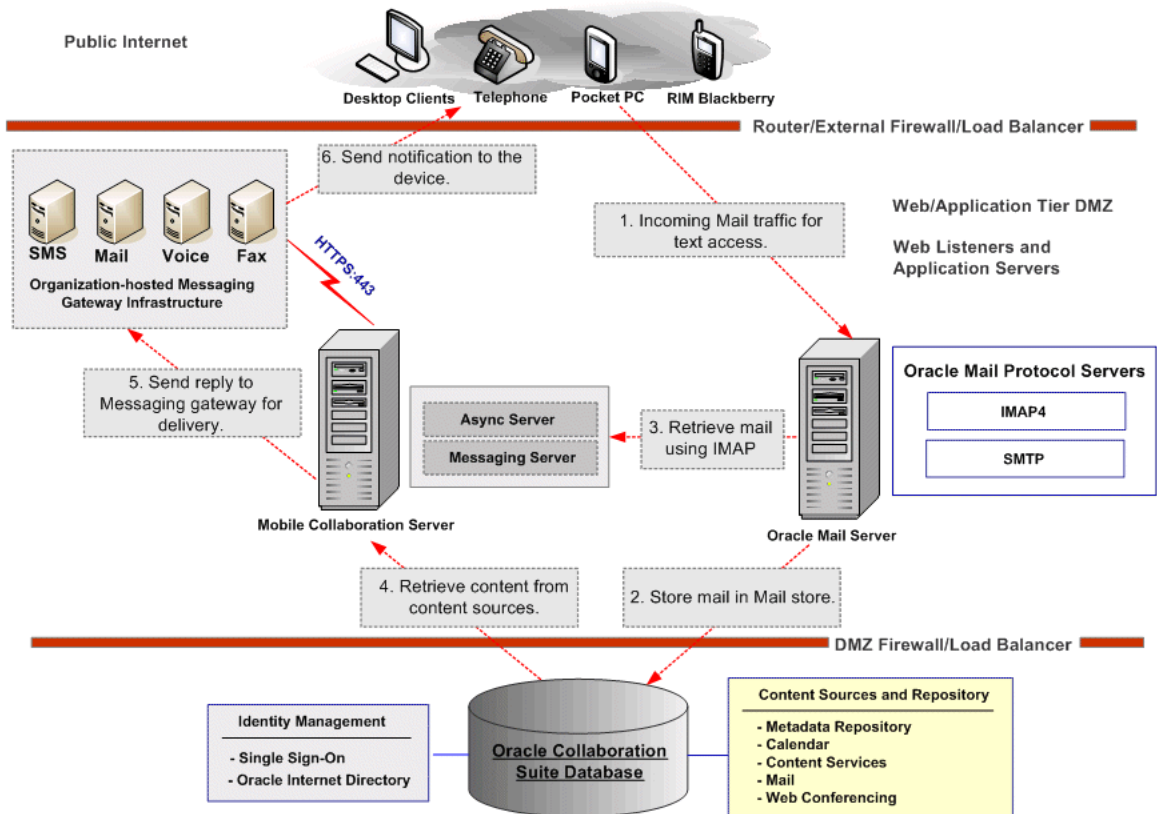 Public Internet
Desktop Clients
Telephone
Pocket PC
RIM Blackberry
Router/External Firewall/Load Balancer
6. Send notification to the
device.
SMS
Mail
Voice
Fax
Organization-hosted Messaging
Gateway Infrastructure
HTTPS:443
1. Incoming Mail traffic for
text access.
Web/Application Tier DMZ
Web Listeners and
Application Servers
5. Send reply to
Messaging gateway for
delivery.
Async Server
Messaging Server
3. Retrieve mail
using IMAP
Oracle Mail Protocol Servers
IMAP4
SMTP
Mobile Collaboration Server
Oracle Mail Server
4. Retrieve content from
content sources.
2. Store mail in Mail store.
DMZ Firewall/Load Balancer
Identity Management
- Single Sign-On
- Oracle Internet Directory
Oracle Collaboration
Suite Database
Content Sources and Repository
- Metadata Repository
- Calendar
- Content Services
- Mail
- Web Conferencing